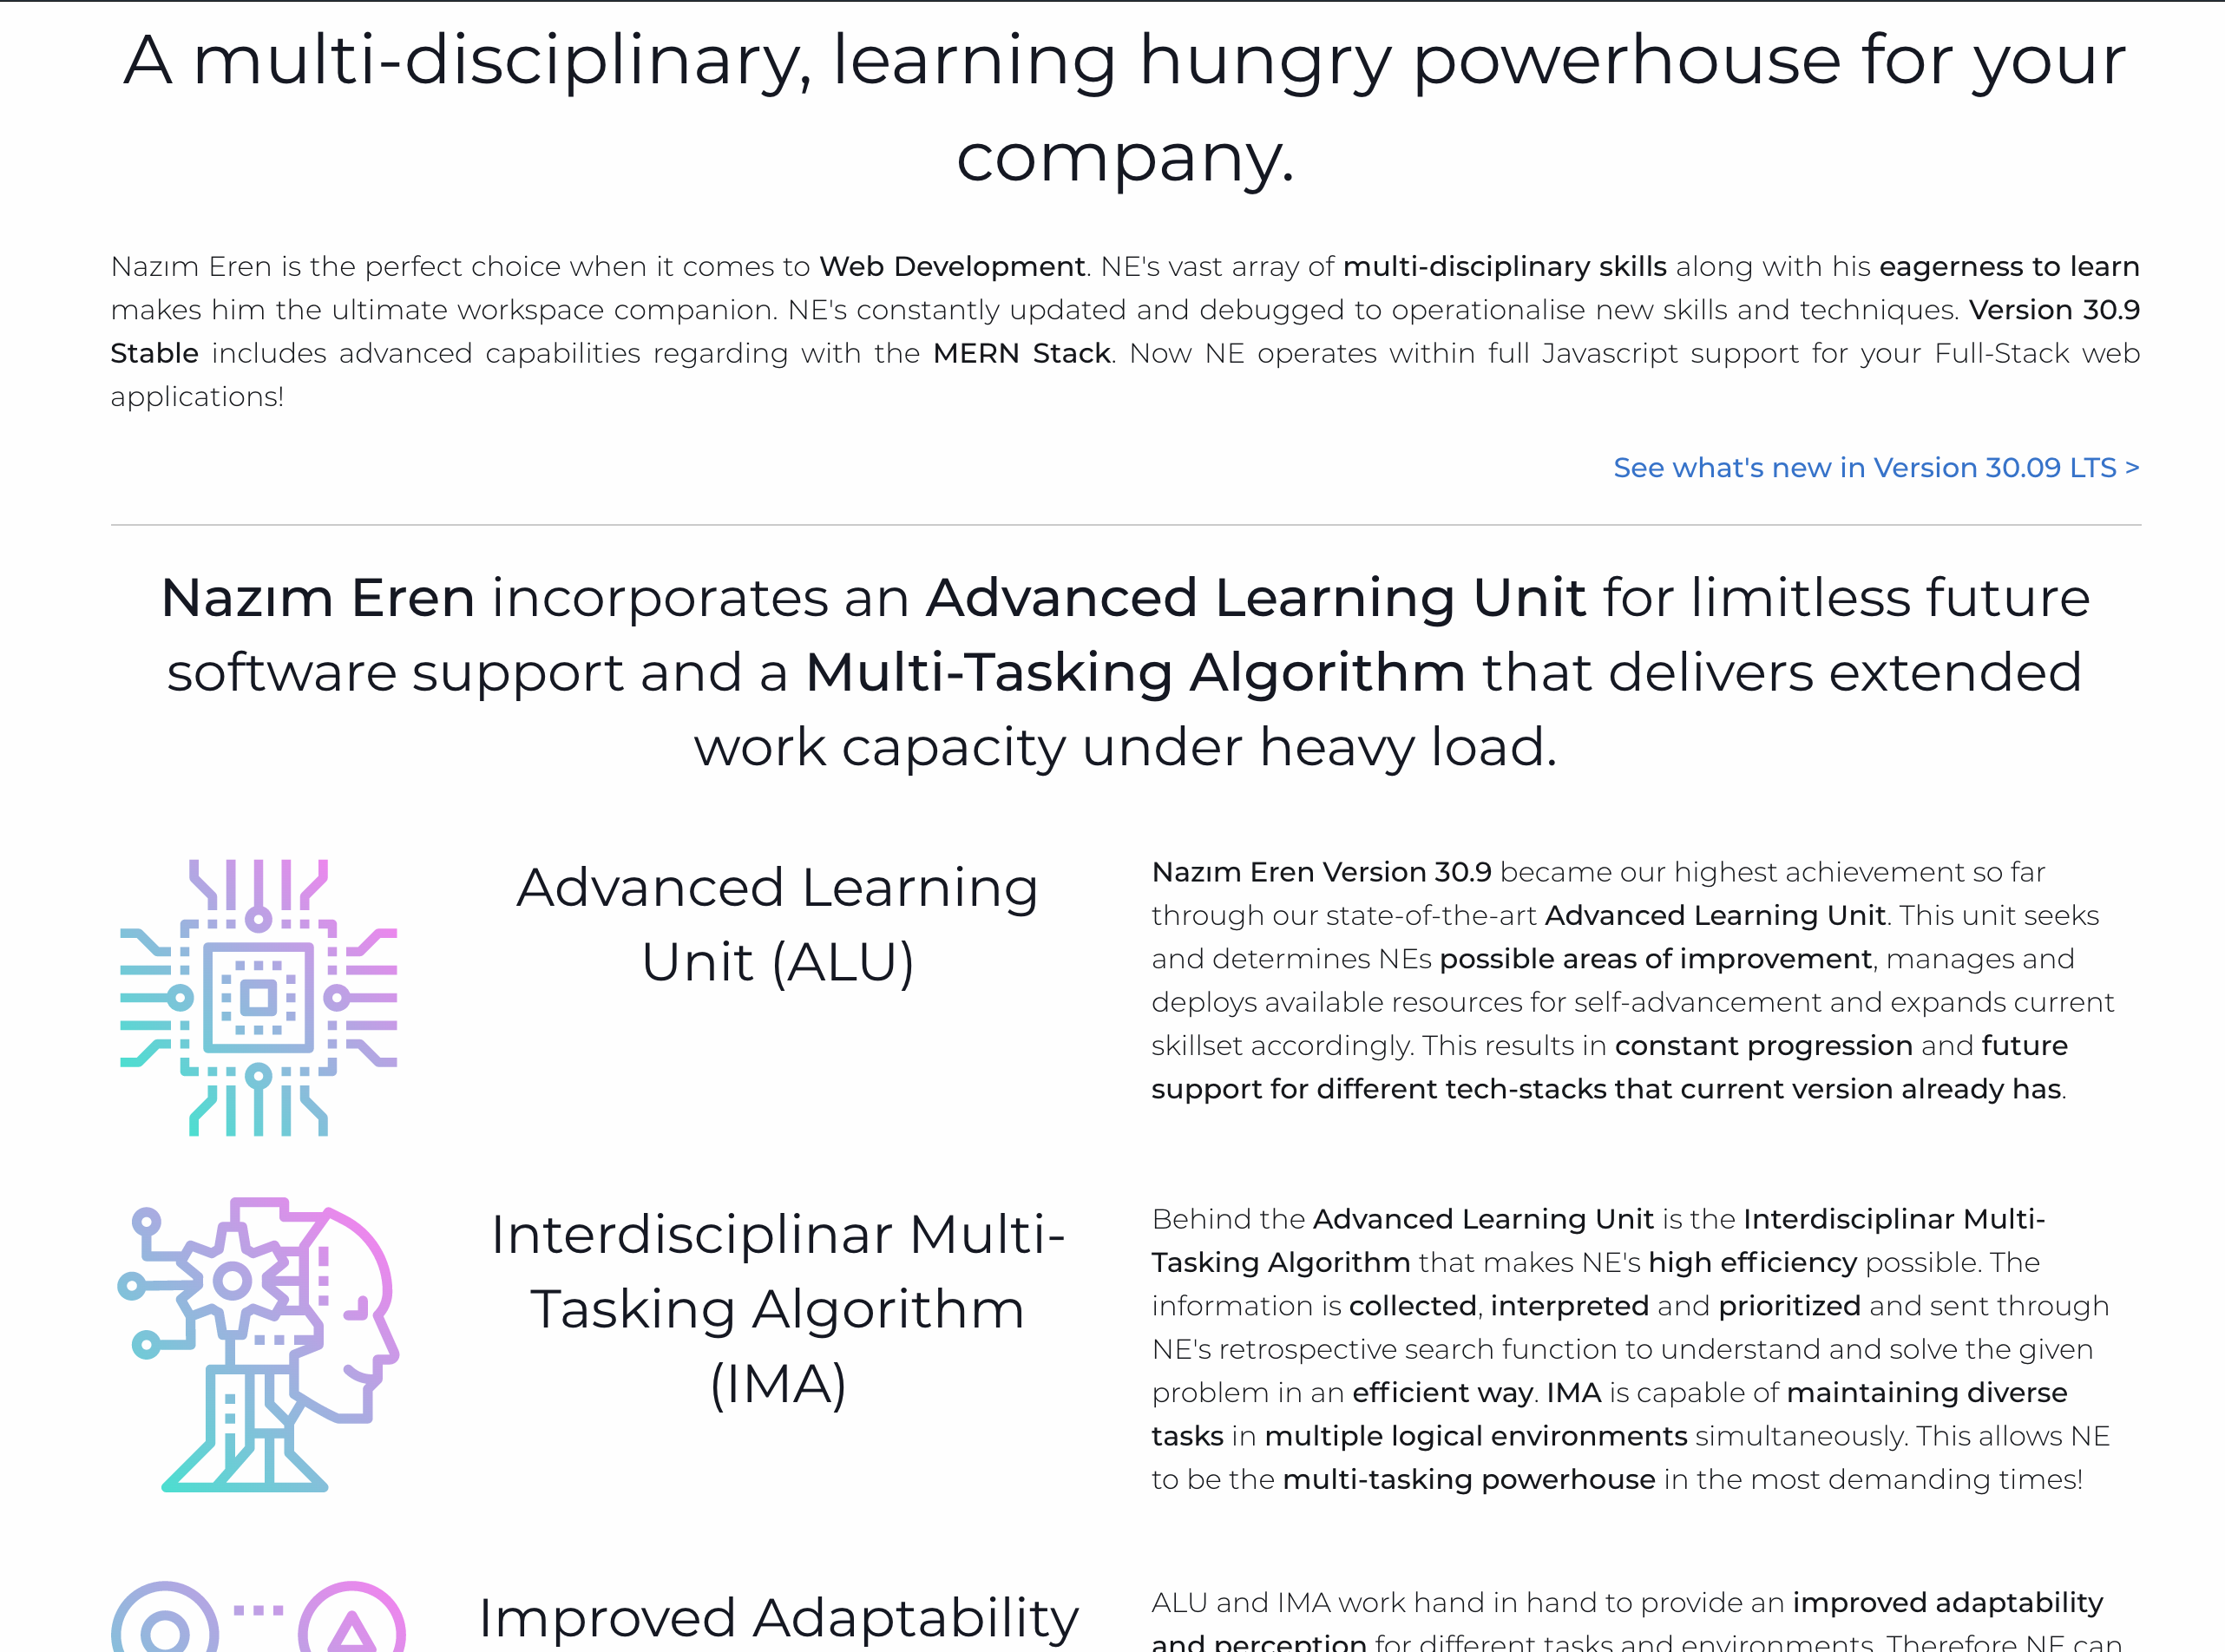 A multi-disciplinary, learning hungry powerhouse for your
company.
Nazım Eren is the perfect choice when it comes to Web Development. NE's vast array of multi-disciplinary skills along with his eagerness to learn
makes him the ultimate workspace companion. NE's constantly updated and debugged to operationalise new skills and techniques. Version 30.9
Stable includes advanced capabilities regarding with the MERN Stack. Now NE operates within full Javascript support for your Full-Stack web
applications!
See what's new in Version 30.09 LTS >
Nazım Eren incorporates an Advanced Learning Unit for limitless future
software support and a Multi-Tasking Algorithm that delivers extended
work capacity under heavy load.
Advanced Learning
Unit (ALU)
Nazım Eren Version 30.9 became our highest achievement so far
through our state-of-the-art Advanced Learning Unit. This unit seeks
and determines NEs possible areas of improvement, manages and
deploys available resources for self-advancement and expands current
skillset accordingly. This results in constant progression and future
support for different tech-stacks that current version already has.
Interdisciplinar Multi-
Tasking Algorithm
(IMA)
Behind the Advanced Learning Unit is the Interdisciplinar Multi-
Tasking Algorithm that makes NE's high efficiency possible. The
information is collected, interpreted and prioritized and sent through
NE's retrospective search function to understand and solve the given
problem in an efficient way. IMA is capable of maintaining diverse
tasks in multiple logical environments simultaneously. This allows NE
to be the multi-tasking powerhouse in the most demanding times!
Improved Adaptability
ALU and IMA work hand in hand to provide an improved adaptability
and perception for different tasks and environments. Therefore NE can